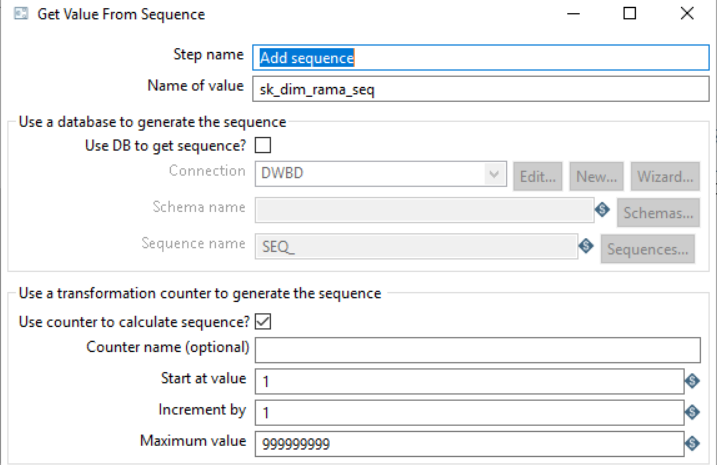 Get Value From Sequence
Step name Add sequence
Name of value sk_dim_rama_seq
Use a database to generate the sequence
Use DB to get sequence?
Connection DWBD Edit... New... Wizard...
Schema name Schemas...
Sequence name SEQ_ Sequences...
Use a transformation counter to generate the sequence
Use counter to calculate sequence?
Counter name (optional)
Start at value 1
Increment by 1
Maximum value 999999999